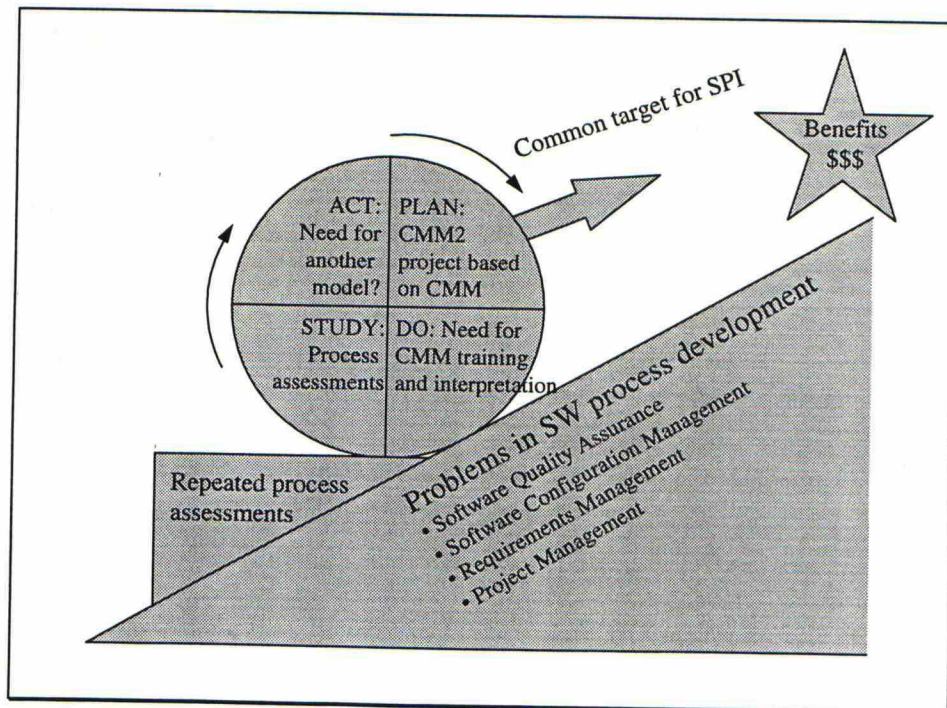 Common target for SPI
Benefits
$$$
ACT:
Need for
another
model?
PLAN:
CMM2
project based
on CMM
STUDY:
Process
assessments
DO: Need for
CMM training
and interpretation
Repeated process
assessments
Problems in SW process development
• Software Quality Assurance
• Software Configuration Management
• Requirements Management
• Project Management